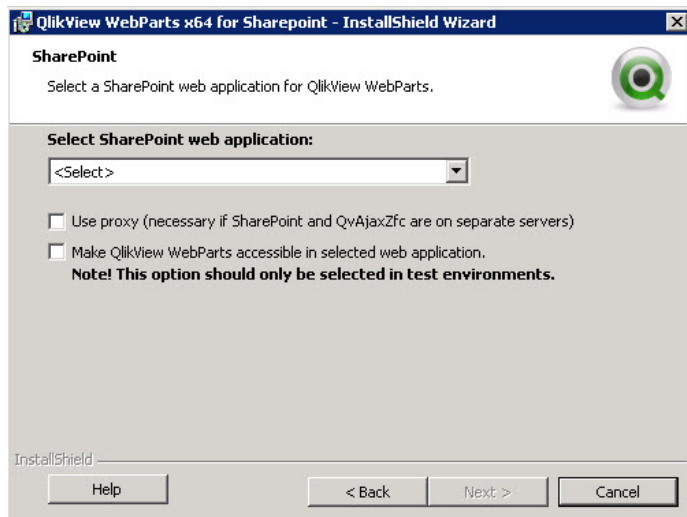 QlikView WebParts x64 for Sharepoint - InstallShield Wizard
SharePoint
Select a SharePoint web application for QlikView WebParts.
Select SharePoint web application:
<Select>
Use proxy (necessary if SharePoint and QvAjaxZfc are on separate servers)
Make QlikView WebParts accessible in selected web application.
Note! This option should only be selected in test environments.
InstallShield
Help
< Back
Next >
Cancel